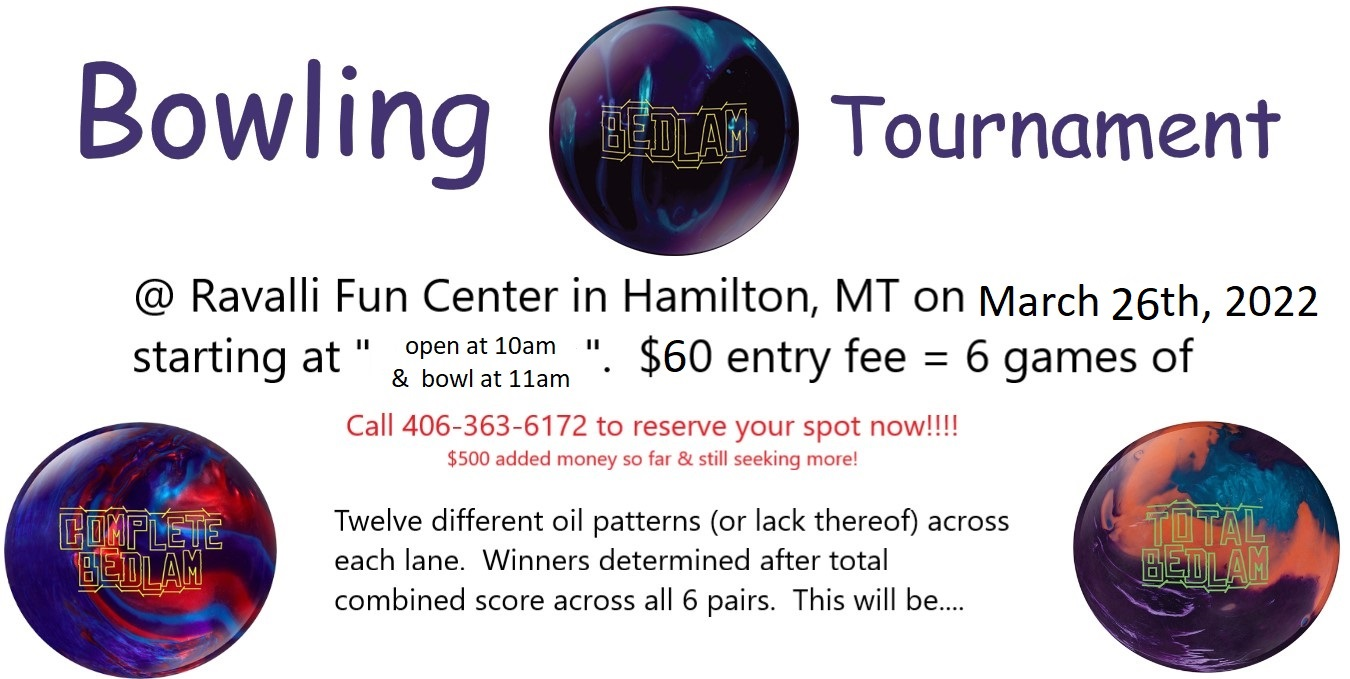 Bowling
BEDLAM
Tournament
@ Ravalli Fun Center in Hamilton, MT on March 26th, 2022
starting at " open at 10am
& bowl at 11am ".  $60 entry fee = 6 games of
Call 406-363-6172 to reserve your spot now!!!!
$500 added money so far & still seeking more!
COMPLETE
BEDLAM
Twelve different oil patterns (or lack thereof) across
each lane.  Winners determined after total
combined score across all 6 pairs.  This will be....
TOTAL
BEDLAM